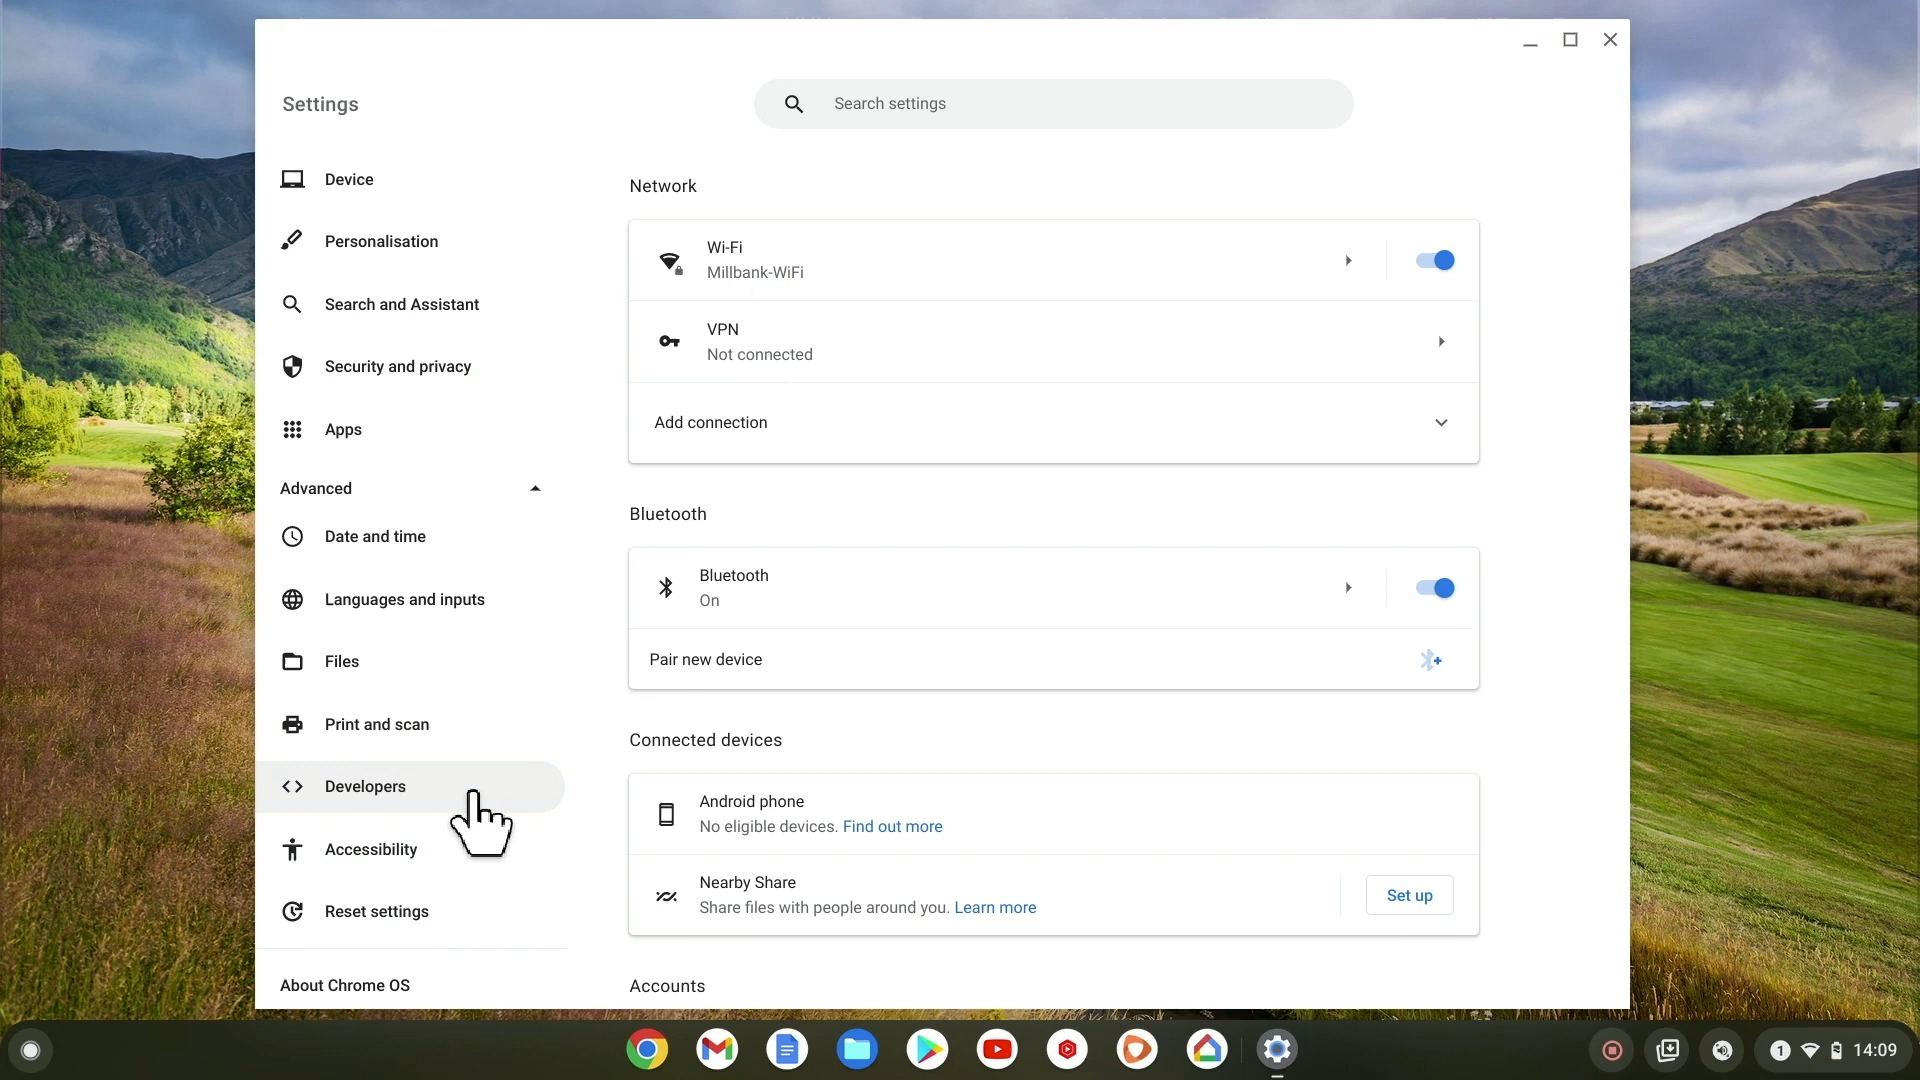 Settings
Search settings
Device
Personalisation
Search and Assistant
Security and privacy
Apps
Advanced
Date and time
Languages and inputs
Files
Print and scan
Developers
Accessibility
Reset settings
About Chrome OS
Network
Wi-Fi
Millbank-WiFi
VPN
Not connected
Add connection
Bluetooth
Bluetooth
On
Pair new device
Connected devices
Android phone
No eligible devices. Find out more
Nearby Share
Share files with people around you. Learn more
Set up
Accounts
1
14:09